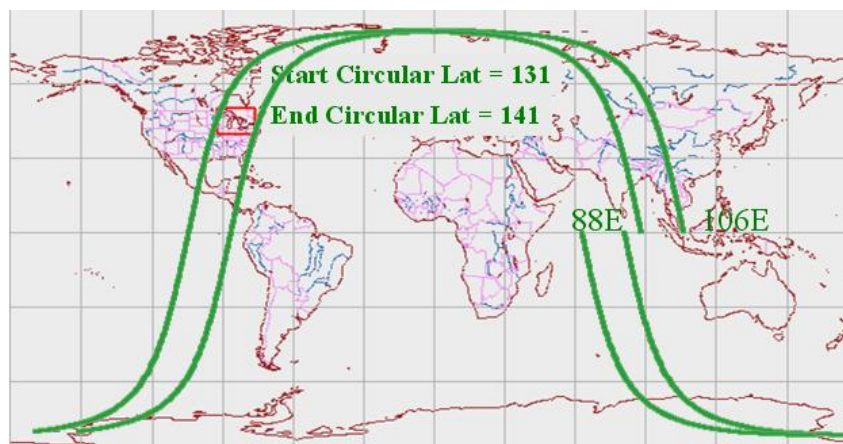 Start Circular Lat = 131
End Circular Lat = 141
88E
106E